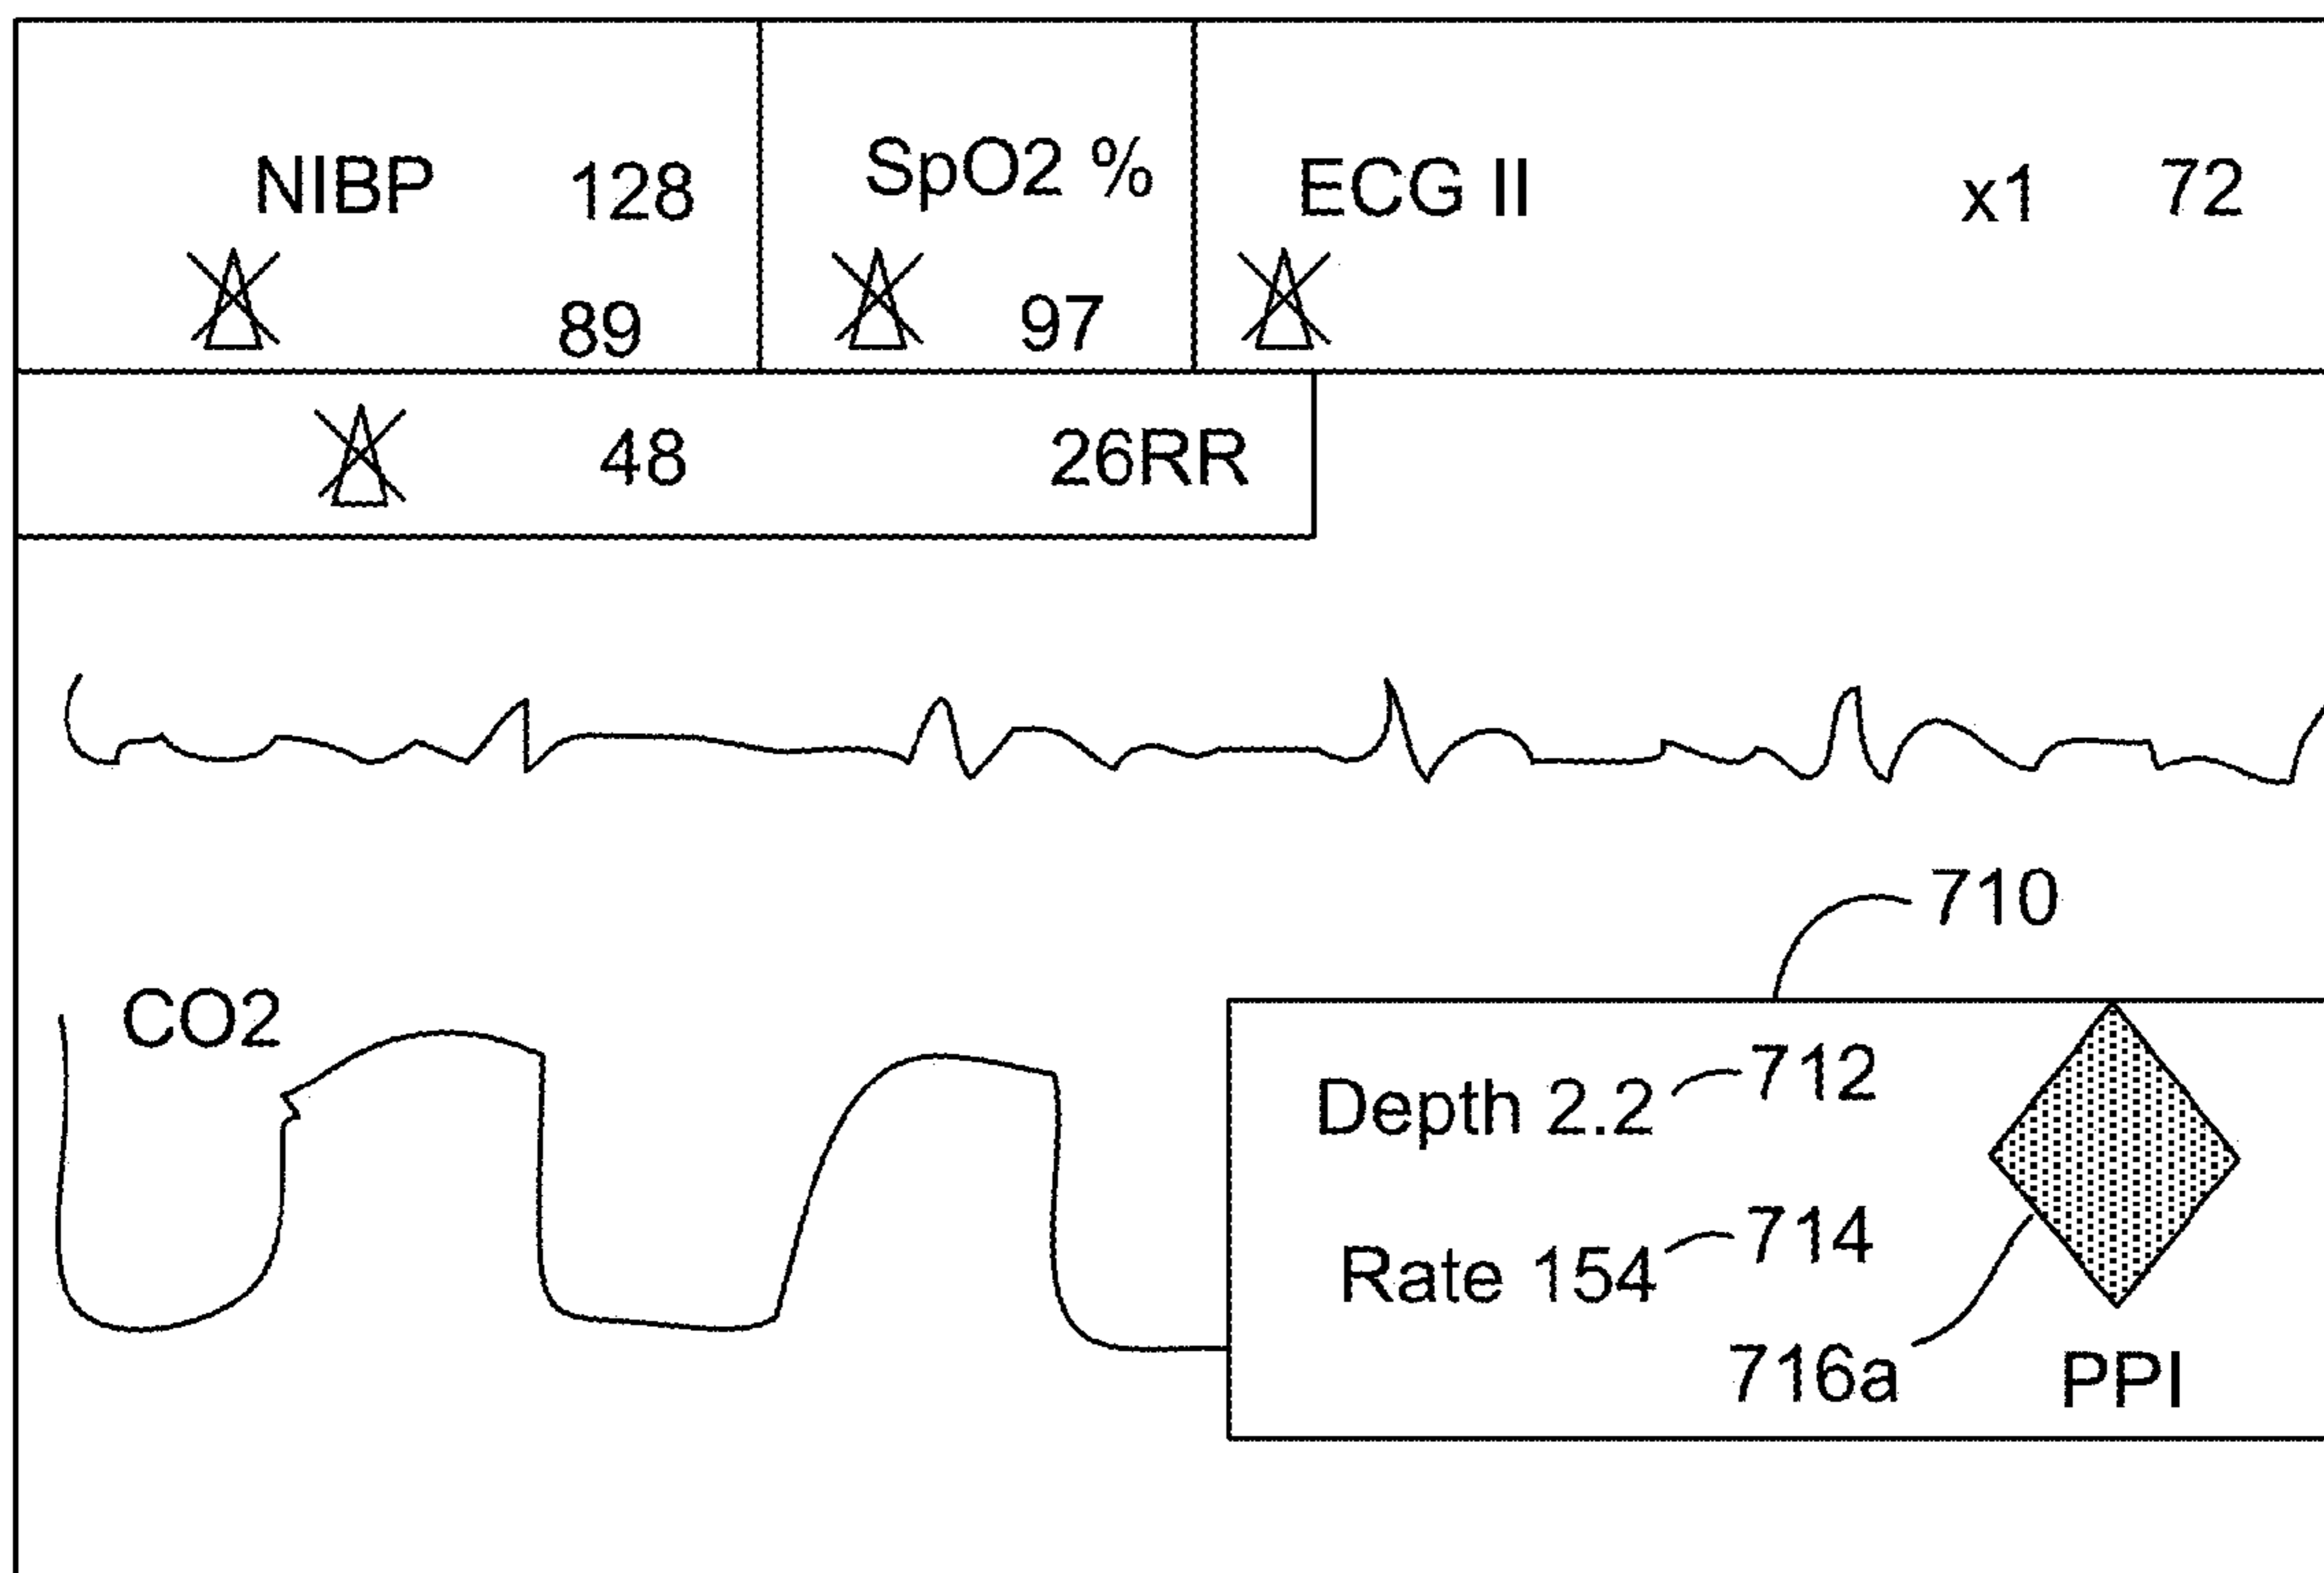 NIBP 128
89
SpO2 %
97
ECG II x1 72
48 26RR
710
CO2
Depth 2.2 712
Rate 154 714
716a PPI